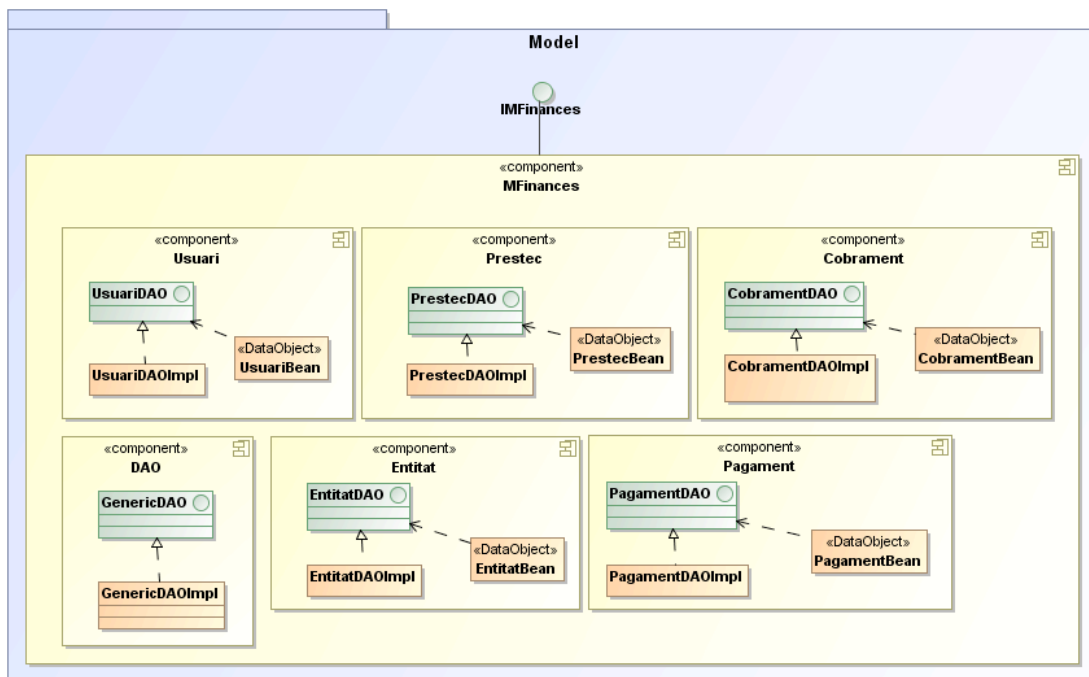 Model
IMFinances
«component»
MFinances
«component»
Usuari
UsuariDAO
«DataObject»
UsuariBean
UsuariDAOImpl
«component»
Prestec
PrestecDAO
«DataObject»
PrestecBean
PrestecDAOImpl
«component»
Cobrament
CobramentDAO
«DataObject»
CobramentBean
CobramentDAOImpl
«component»
DAO
GenericDAO
GenericDAOImpl
«component»
Entitat
EntitatDAO
«DataObject»
EntitatBean
EntitatDAOImpl
«component»
Pagament
PagamentDAO
«DataObject»
PagamentBean
PagamentDAOImpl